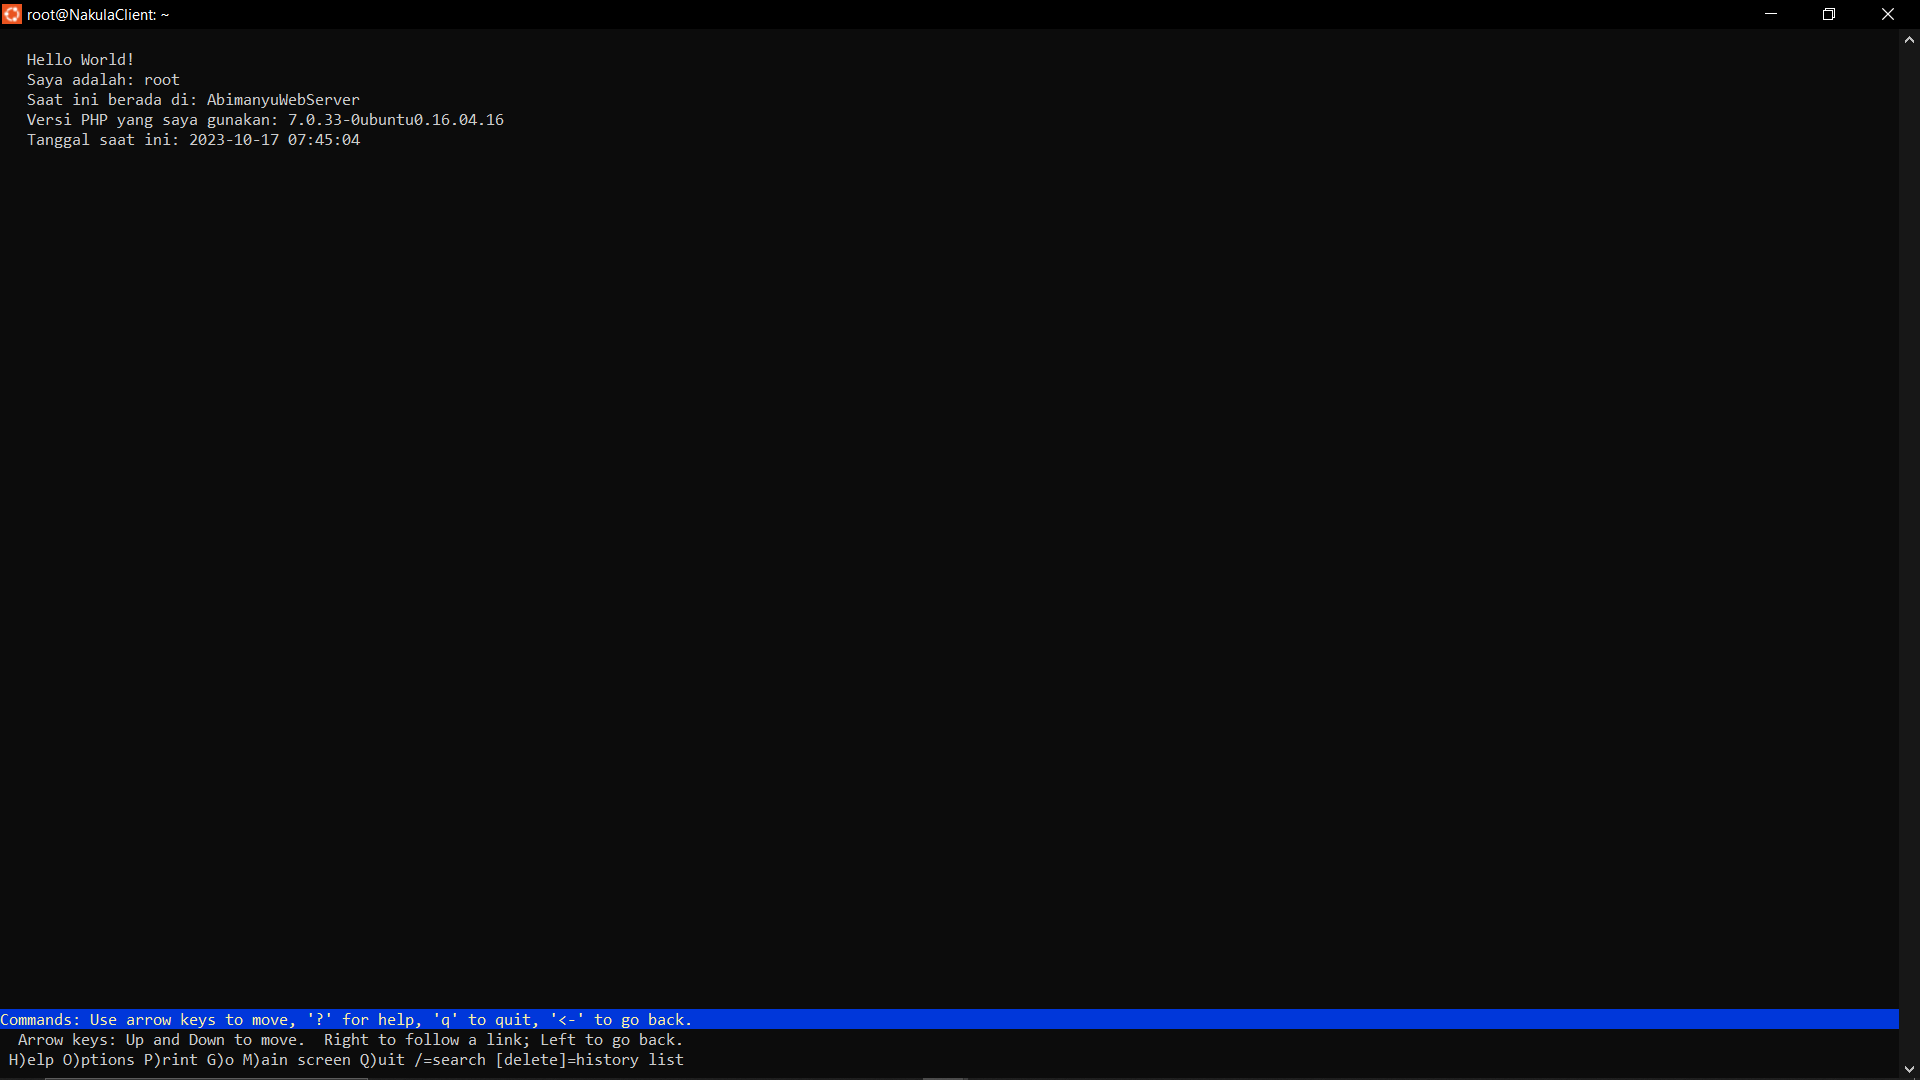 root@NakulaClient: ~
Hello World!
Saya adalah: root
Saat ini berada di: AbimanyuWebServer
Versi PHP yang saya gunakan: 7.0.33-0ubuntu0.16.04.16
Tanggal saat ini: 2023-10-17 07:45:04
Commands: Use arrow keys to move, '?' for help, 'q' to quit, '<-' to go back.
Arrow keys: Up and Down to move.  Right to follow a link; Left to go back.
H)elp O)ptions P)rint G)o M)ain screen Q)uit /=search [delete]=history list